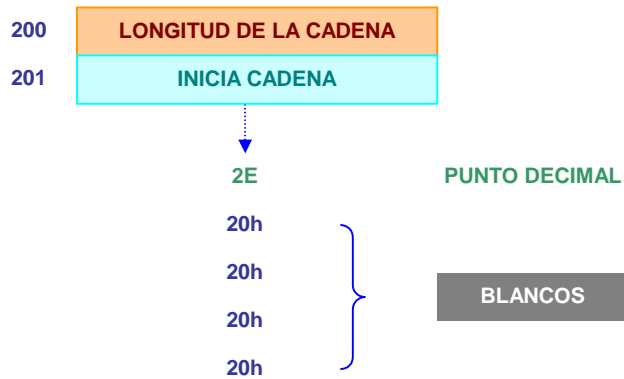 200 LONGITUD DE LA CADENA
201 INICIA CADENA
2E PUNTO DECIMAL
20h
20h
BLANCOS
20h
20h